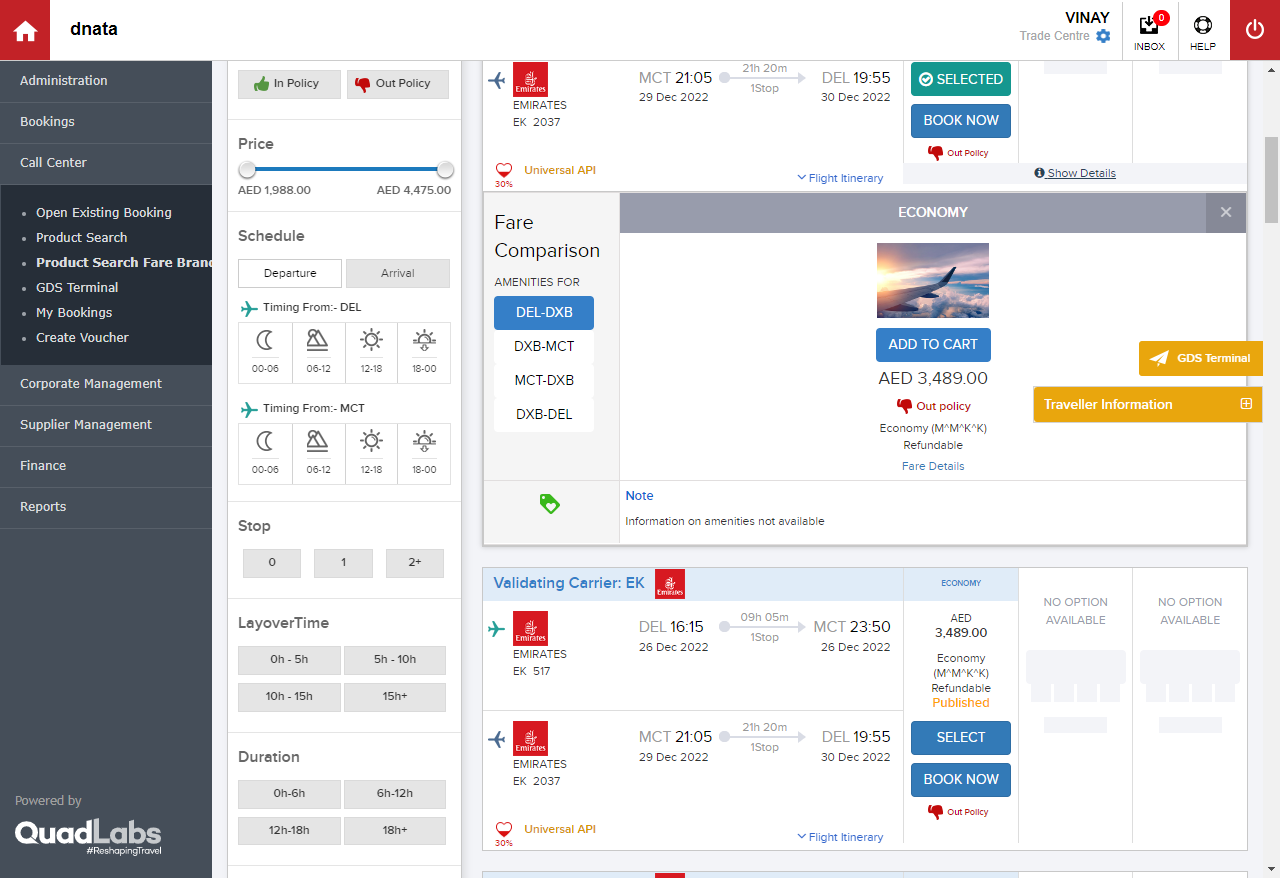 dnata
VINAY
Trade Centre
0
INBOX
HELP
Administration
Bookings
Call Center
Open Existing Booking
Product Search
Product Search Fare Bran
GDS Terminal
My Bookings
Create Voucher
Corporate Management
Supplier Management
Finance
Reports
Powered by
QuadLabs
#ReshapingTravel
In Policy
Out Policy
Price
AED 1,988.00 AED 4,475.00
Schedule
Departure Arrival
Timing From:- DEL
00-06 06-12 12-18 18-00
Timing From:- MCT
00-06 06-12 12-18 18-00
Stop
0 1 2+
LayoverTime
0h - 5h 5h - 10h
10h - 15h 15h+
Duration
0h-6h 6h-12h
12h-18h 18h+
Emirates
EMIRATES
EK 2037
MCT 21:05
29 Dec 2022
21h 20m
1Stop
DEL 19:55
30 Dec 2022
SELECTED
BOOK NOW
Out Policy
30%
Universal API
Flight Itinerary
Show Details
Fare
Comparison
AMENITIES FOR
DEL-DXB
DXB-MCT
MCT-DXB
DXB-DEL
ECONOMY
ADD TO CART
AED 3,489.00
Out policy
Economy (M^M^K^K)
Refundable
Fare Details
GDS Terminal
Traveller Information
Note
Information on amenities not available
Validating Carrier: EK
Emirates
ECONOMY
Emirates
EMIRATES
EK 517
DEL 16:15
26 Dec 2022
09h 05m
1Stop
MCT 23:50
26 Dec 2022
AED
3,489.00
Economy
(M^M^K^K)
Refundable
Published
NO OPTION
AVAILABLE
NO OPTION
AVAILABLE
Emirates
EMIRATES
EK 2037
MCT 21:05
29 Dec 2022
21h 20m
1Stop
DEL 19:55
30 Dec 2022
SELECT
BOOK NOW
Out Policy
30%
Universal API
Flight Itinerary